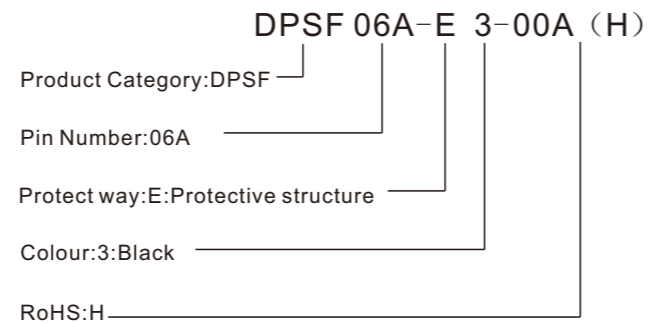 DPSF 06A-E 3-00A（H）
Product Category:DPSF
Pin Number:06A
Protect way:E:Protective structure
Colour:3:Black
RoHS:H